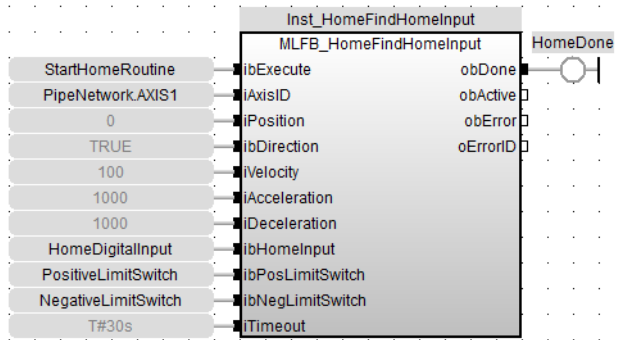 Inst_HomeFindHomeInput
MLFB_HomeFindHomeInput HomeDone
StartHomeRoutine ibExecute obDone
PipeNetwork.AXIS1 iAxisID obActive
0 iPosition obError
TRUE ibDirection oErrorID
100 iVelocity
1000 iAcceleration
1000 iDeceleration
HomeDigitalInput ibHomeInput
PositiveLimitSwitch ibPosLimitSwitch
NegativeLimitSwitch ibNegLimitSwitch
T#30s iTimeout